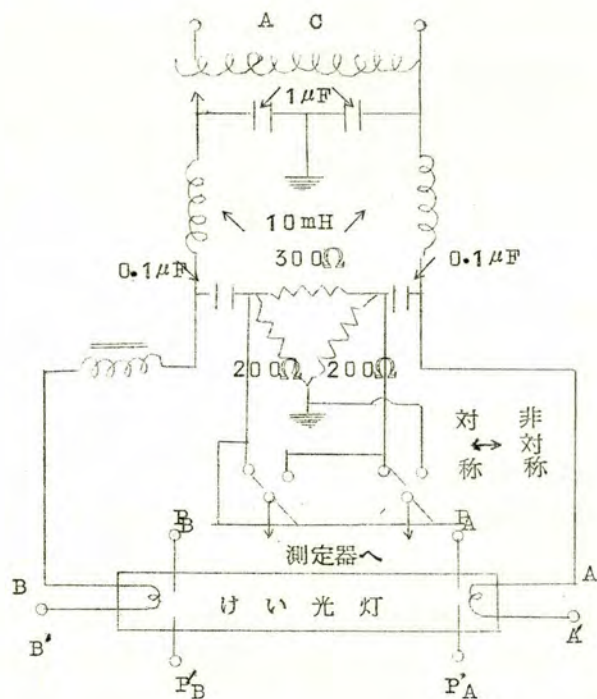 A C
1μF
10mH
300Ω
0.1μF 0.1μF
200Ω 200Ω
対称 ↔ 非対称
P_B P_A
測定器へ
B A
けい光灯
B' A'
P'_B P'_A